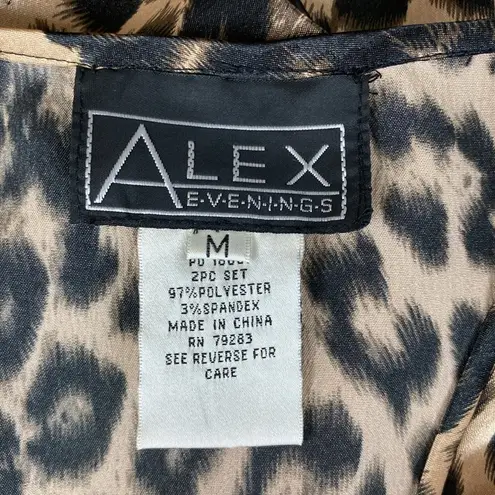 ALEX
E·V·E·N·I·N·G·S
M
2PC SET
97%POLYESTER
3%SPANDEX
MADE IN CHINA
RN 79283
SEE REVERSE FOR
CARE